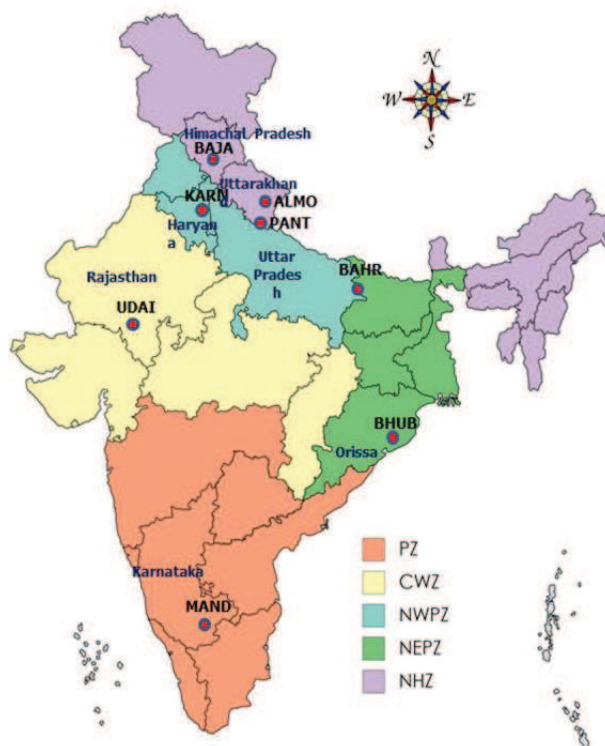 N
W E
S
Himachal Pradesh
BAJA
Uttarakhan
d
ALMO
KARN
PANT
Haryan
a
Uttar
Prades
h
BAHR
Rajasthan
UDAI
BHUB
Orissa
PZ
CWZ
NWPZ
NEPZ
NHZ
Karnataka
MAND